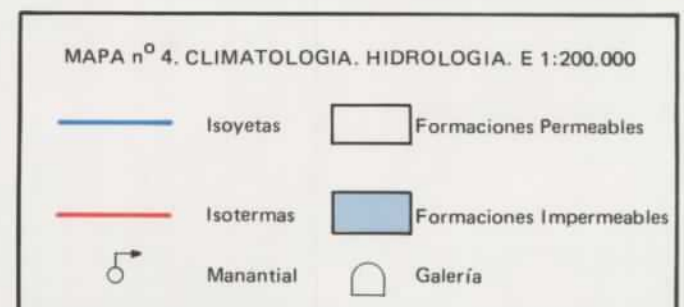 MAPA nº 4. CLIMATOLOGIA. HIDROLOGIA. E 1:200.000
Isoyetas
Formaciones Permeables
Isotermas
Formaciones Impermeables
Manantial
Galería